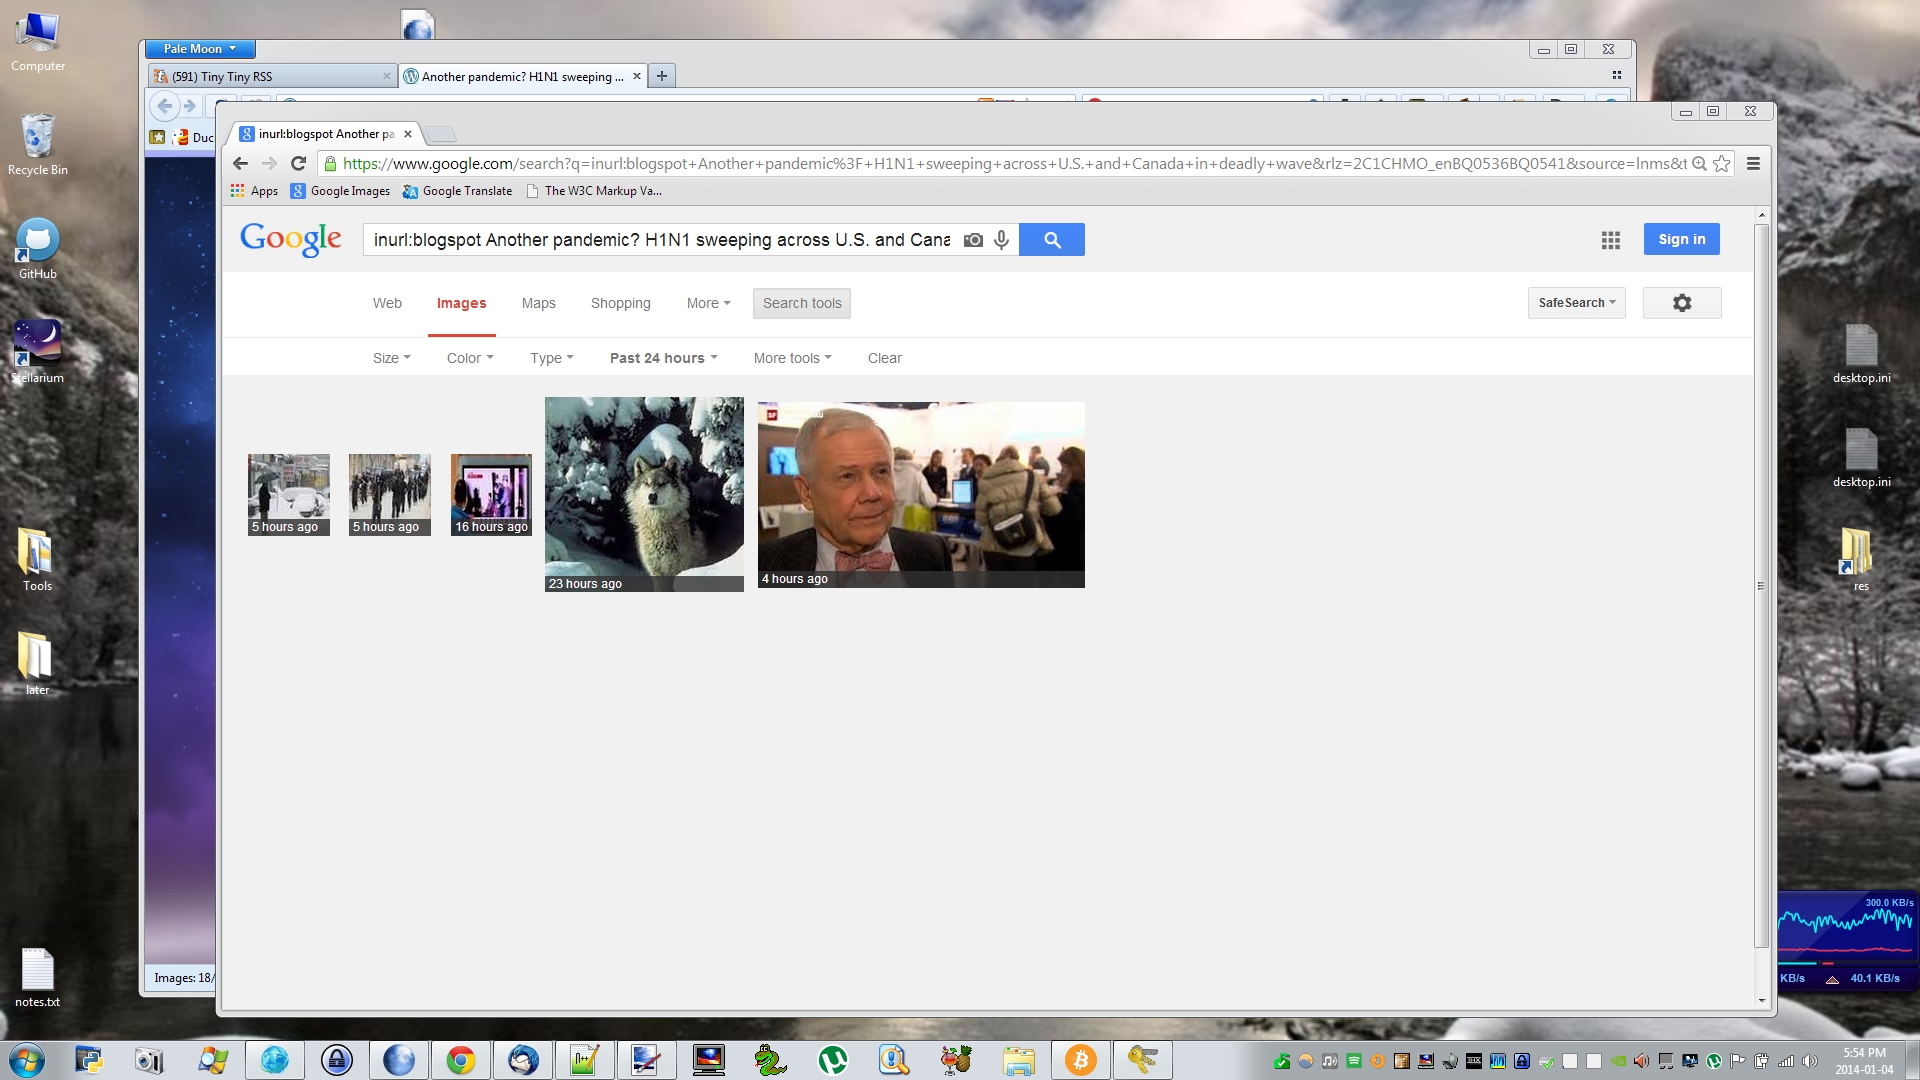 Computer
Recycle Bin
GitHub
Stellarium
Tools
later
notes.txt
Pale Moon
(591) Tiny Tiny RSS
Another pandemic? H1N1 sweeping ...
Duc
Images: 18/
inurl:blogspot Another pa
https://www.google.com/search?q=inurl:blogspot+Another+pandemic%3F+H1N1+sweeping+across+U.S.+and+Canada+in+deadly+wave&rlz=2C1CHMO_enBQ0536BQ0541&source=lnms&t
Apps
Google Images
Google Translate
The W3C Markup Va...
Google
inurl:blogspot Another pandemic? H1N1 sweeping across U.S. and Cana
Sign in
Web
Images
Maps
Shopping
More
Search tools
SafeSearch
Size
Color
Type
Past 24 hours
More tools
Clear
5 hours ago
5 hours ago
16 hours ago
23 hours ago
4 hours ago
desktop.ini
desktop.ini
res
300.0 KB/s
KB/s
40.1 KB/s
5:54 PM
2014-01-04